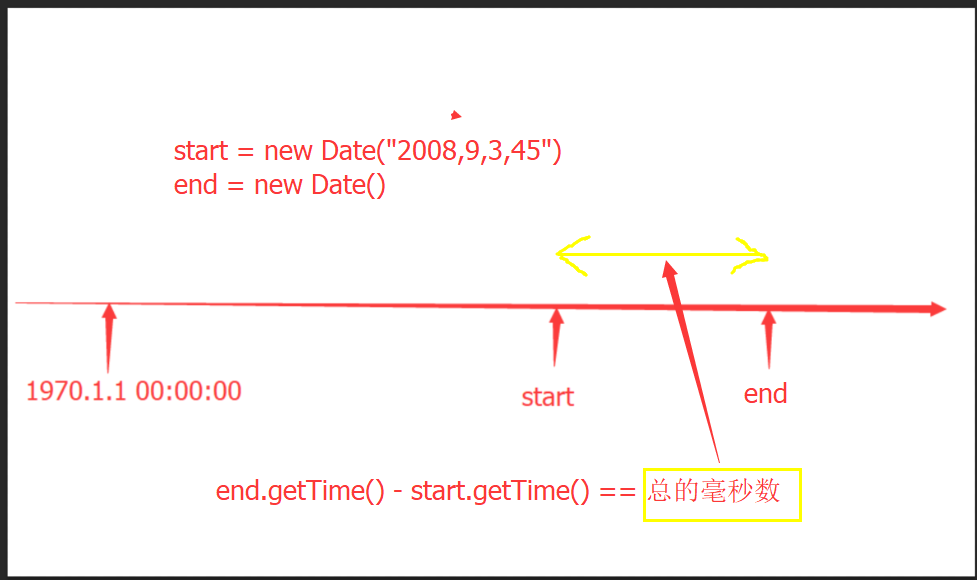 start = new Date("2008,9,3,45")
end = new Date()
1970.1.1 00:00:00
start
end
end.getTime() - start.getTime() == 总的毫秒数